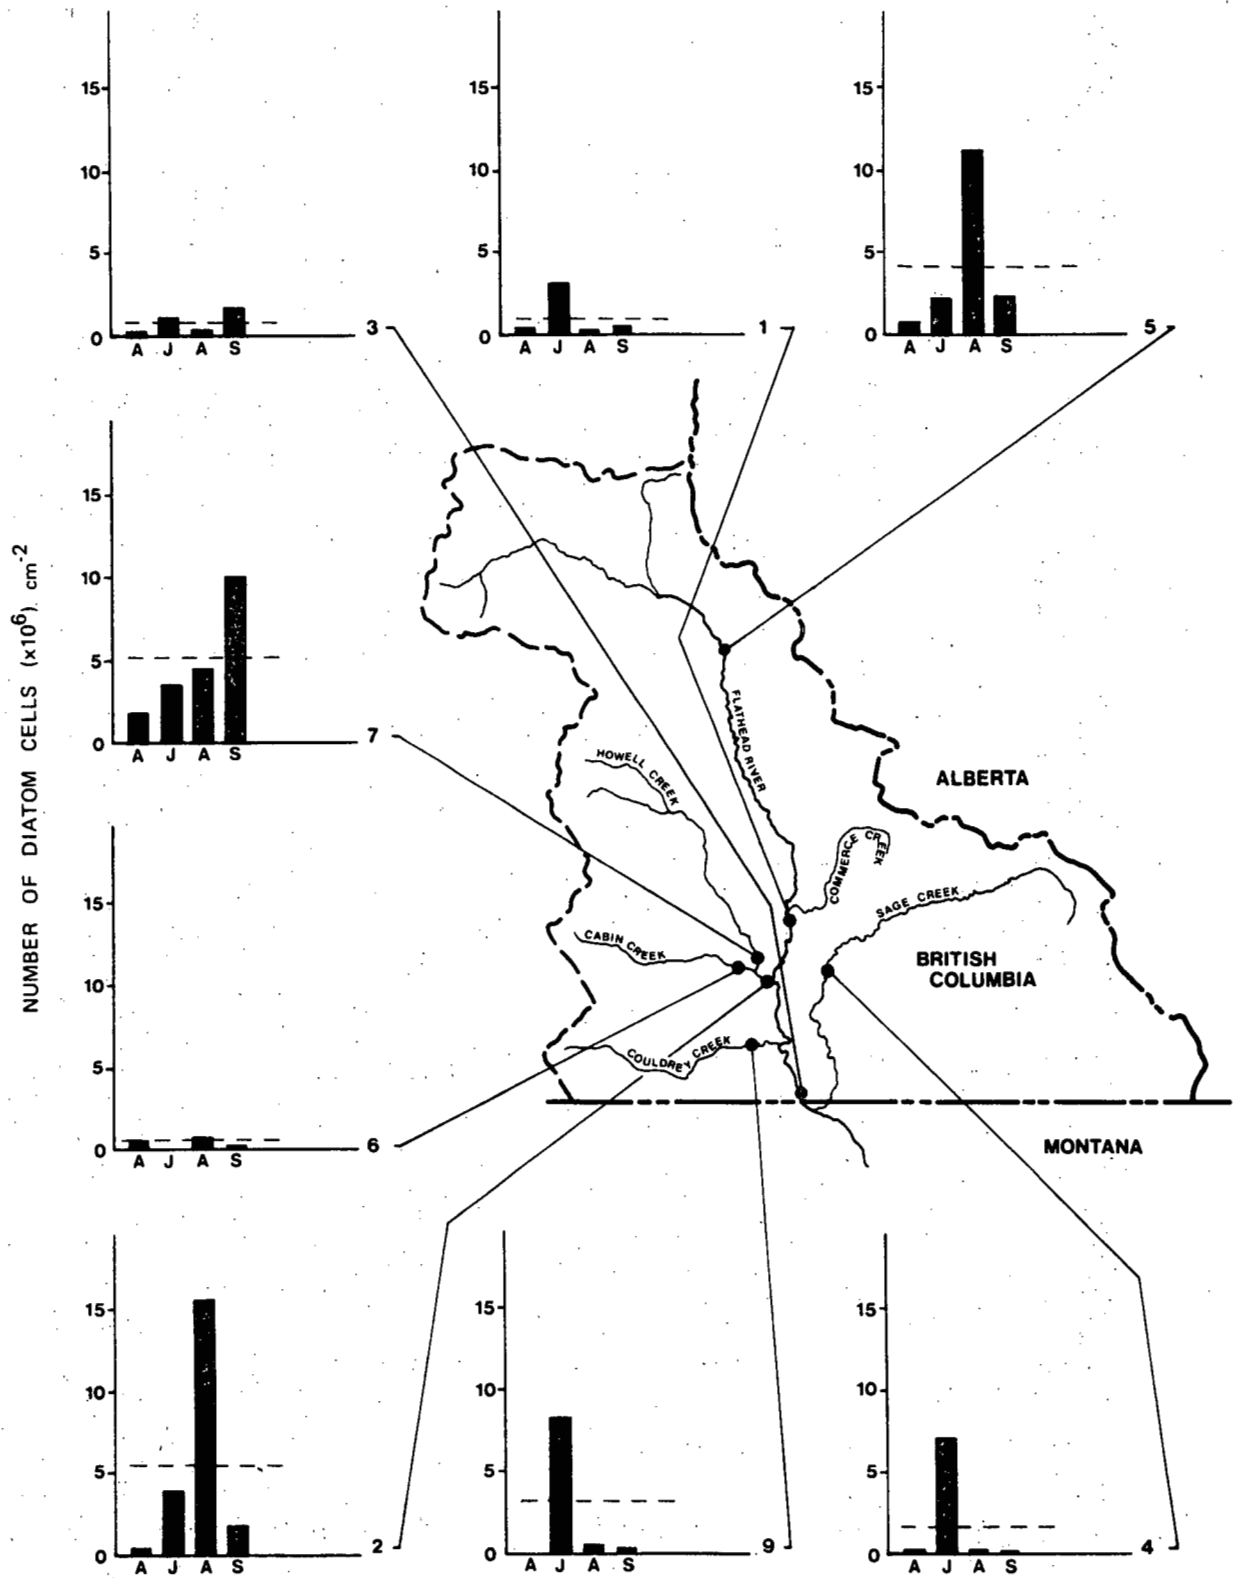 NUMBER OF DIATOM CELLS (x10⁶) cm⁻²
15
10
5
0
A J A S
3
15
10
5
0
A J A S
1
15
10
5
0
A J A S
5
15
10
5
0
A J A S
7
15
10
5
0
A J A S
6
FLATHEAD RIVER
HOWELL CREEK
ALBERTA
COMMERCE CREEK
SAGE CREEK
CABIN CREEK
BRITISH
COLUMBIA
COULDREY CREEK
MONTANA
15
10
5
0
A J A S
2
15
10
5
0
A J A S
9
15
10
5
0
A J A S
4